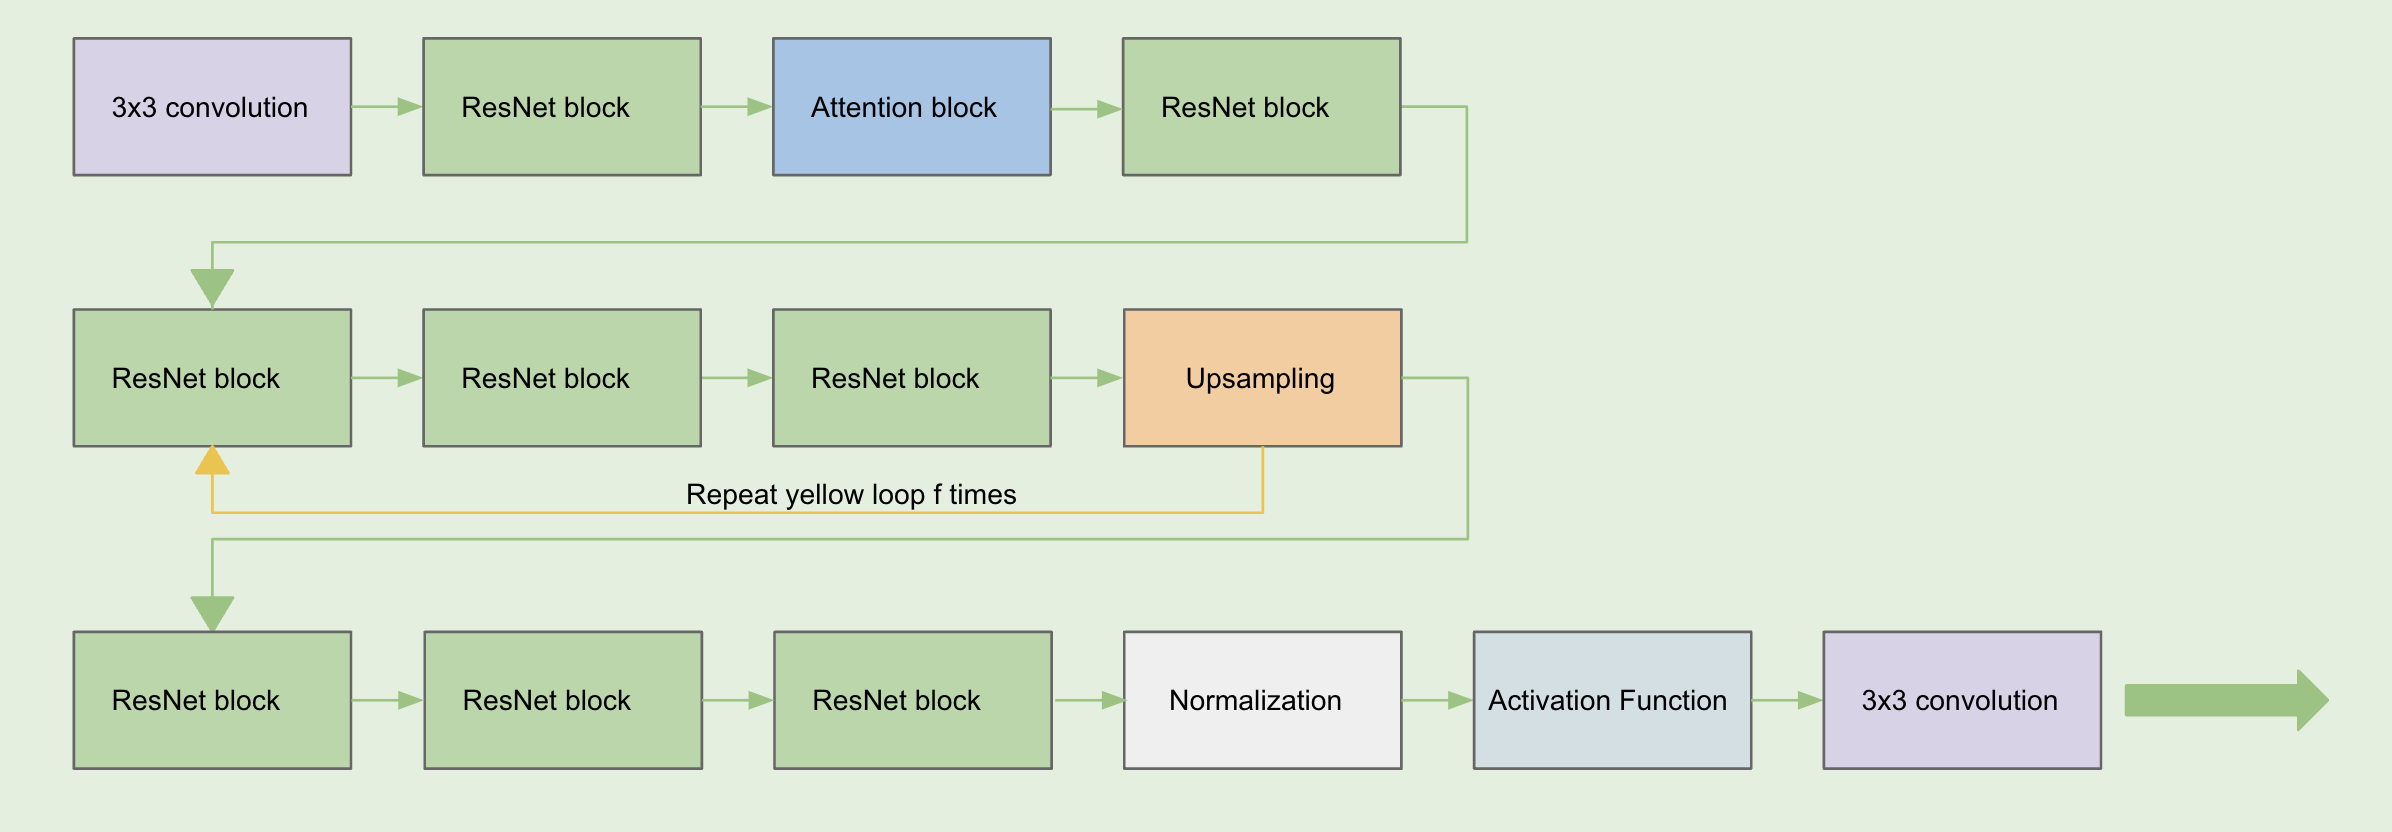 3x3 convolution
ResNet block
Attention block
ResNet block
ResNet block
ResNet block
ResNet block
Upsampling
Repeat yellow loop f times
ResNet block
ResNet block
ResNet block
Normalization
Activation Function
3x3 convolution